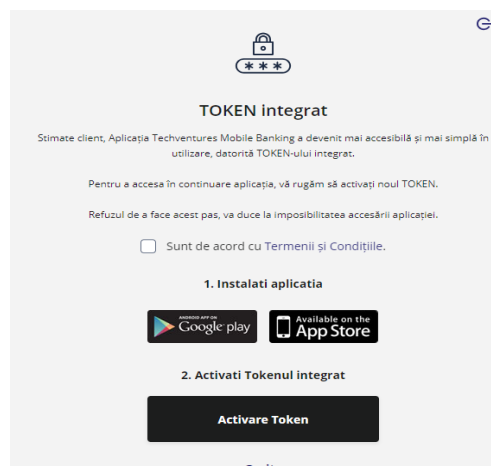 ***
TOKEN integrat
Stimate client, Aplicația Techventures Mobile Banking a devenit mai accesibilă și mai simplă în
utilizare, datorită TOKEN-ului integrat.
Pentru a accesa în continuare aplicația, vă rugăm să activați noul TOKEN.
Refuzul de a face acest pas, va duce la imposibilitatea accesării aplicației.
Sunt de acord cu Termenii și Condițiile.
1. Instalati aplicatia
ANDROID APP ON
Google play
Available on the
App Store
2. Activati Tokenul integrat
Activare Token